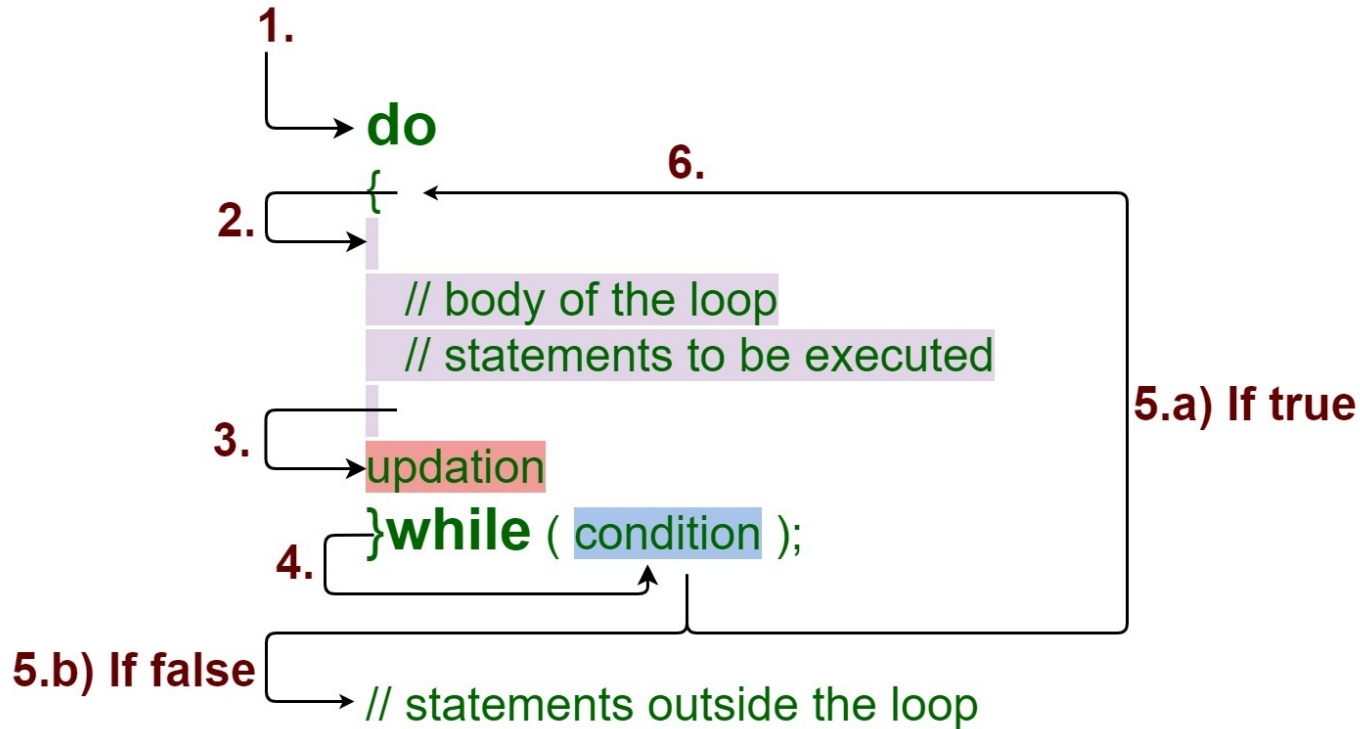 1.
do
6.
{
2.
// body of the loop
// statements to be executed
5.a) If true
3.
updation
}while ( condition );
4.
5.b) If false
// statements outside the loop